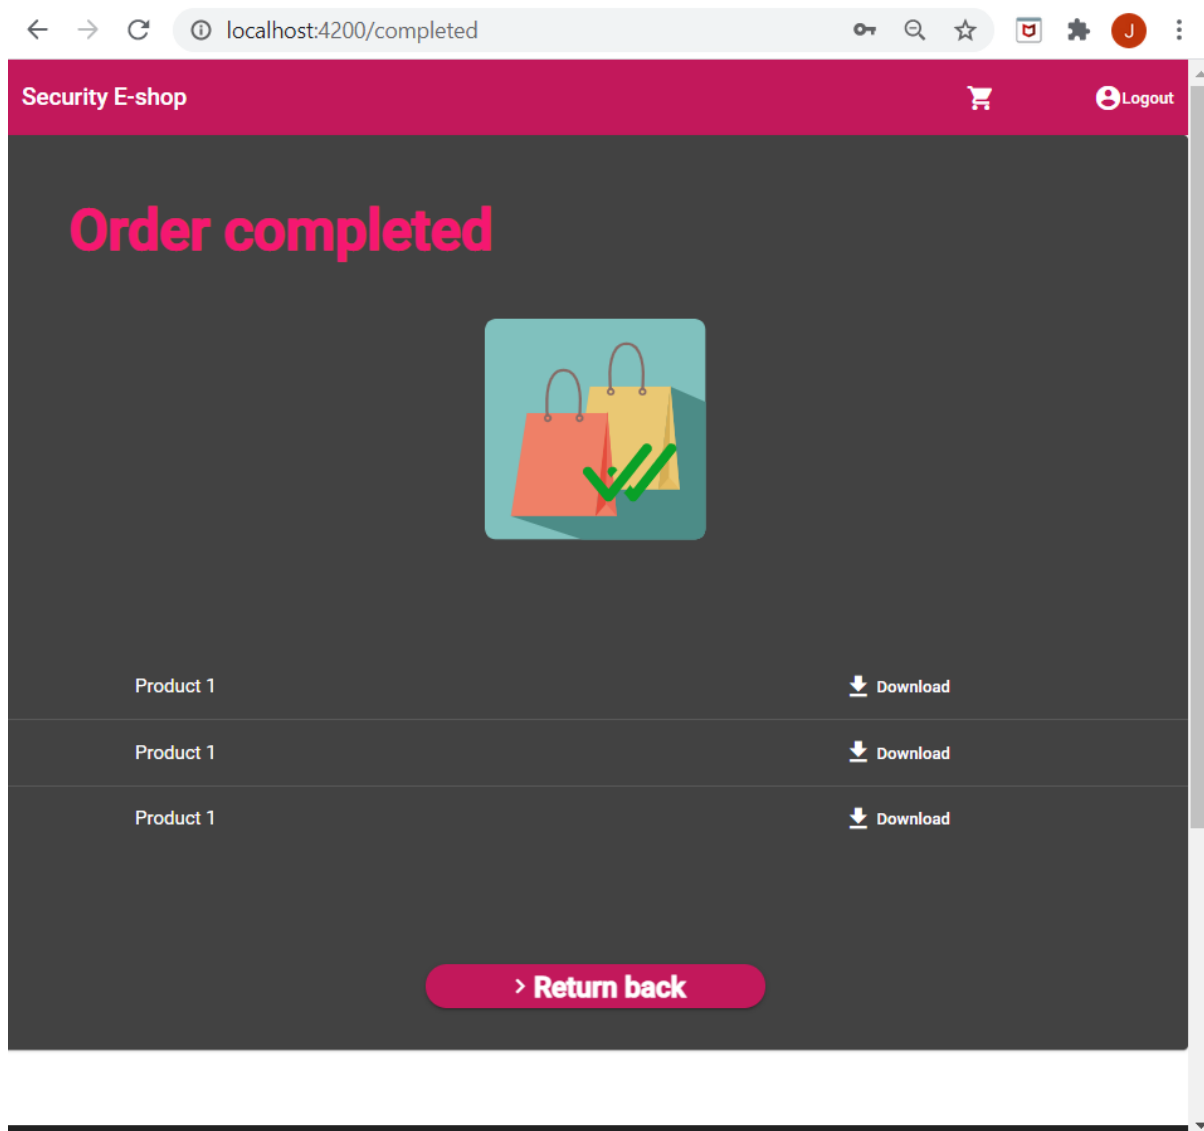 localhost:4200/completed
J
Security E-shop
Logout
Order completed
Product 1
Download
Product 1
Download
Product 1
Download
> Return back